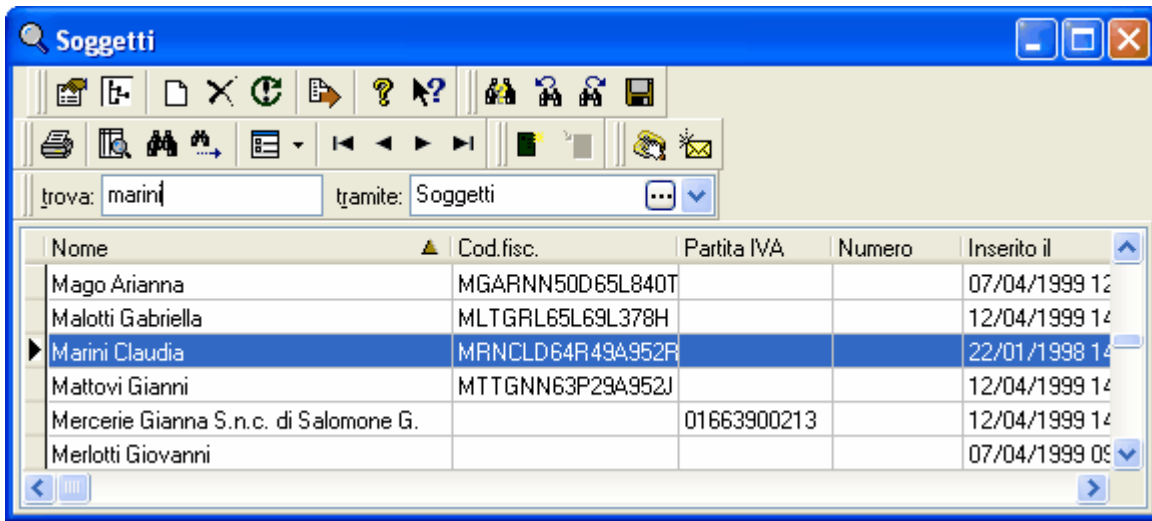 Soggetti
trova: marini tramite: Soggetti
Nome Cod.fisc. Partita IVA Numero Inserito il
Mago Arianna MGARNN50D65L840T 07/04/1999 12
Malotti Gabriella MLTGRL65L69L378H 12/04/1999 14
Marini Claudia MRNCLD64R49A952R 22/01/1998 14
Mattovi Gianni MTTGNN63P29A952J 12/04/1999 14
Mercerie Gianna S.n.c. di Salomone G. 01663900213 12/04/1999 14
Merlotti Giovanni 07/04/1999 09